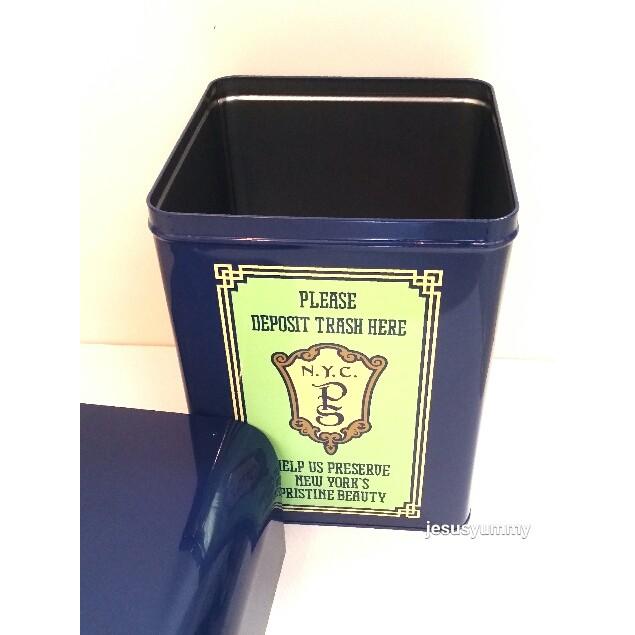 PLEASE
DEPOSIT TRASH HERE
N.Y.C.
PS
HELP US PRESERVE
NEW YORK'S
PRISTINE BEAUTY
jesusyummy